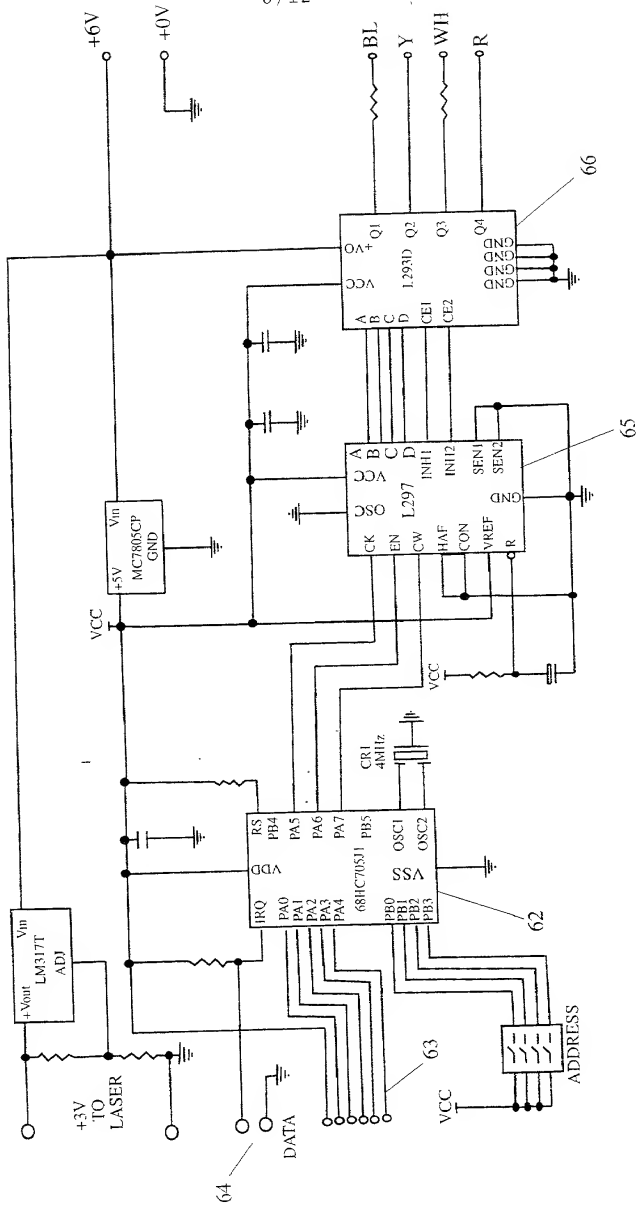 6/12
+6V
+0V
BL
Y
WH
R
66
65
62
63
64
+Vout
Vin
LM317T
ADJ
+3V
TO
LASER
VCC
+5V
Vin
MC7805CP
GND
DATA
IRQ
VDD
RS
PB4
PA0
PA1
PA2
PA3
PA4
PA5
PA6
PA7
68HC705J1
PB5
PB0
PB1
PB2
PB3
VSS
OSC1
OSC2
CR1
4MHz
VCC
ADDRESS
VCC
OSC
VCC
A
B
C
D
L297
CK
EN
CW
HAF
CON
VREF
R
INH1
INH2
SEN1
SEN2
GND
VCC
+VO
A
B
C
D
CE1
CE2
L293D
Q1
Q2
Q3
Q4
GND
GND
GND
GND